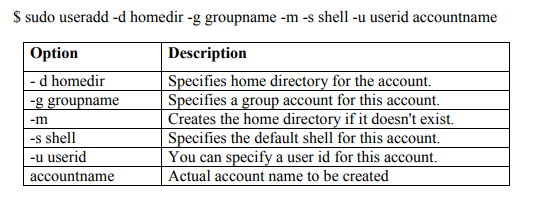 $ sudo useradd -d homedir -g groupname -m -s shell -u userid accountname
Option Description
- d homedir Specifies home directory for the account.
-g groupname Specifies a group account for this account.
-m Creates the home directory if it doesn't exist.
-s shell Specifies the default shell for this account.
-u userid You can specify a user id for this account.
accountname Actual account name to be created